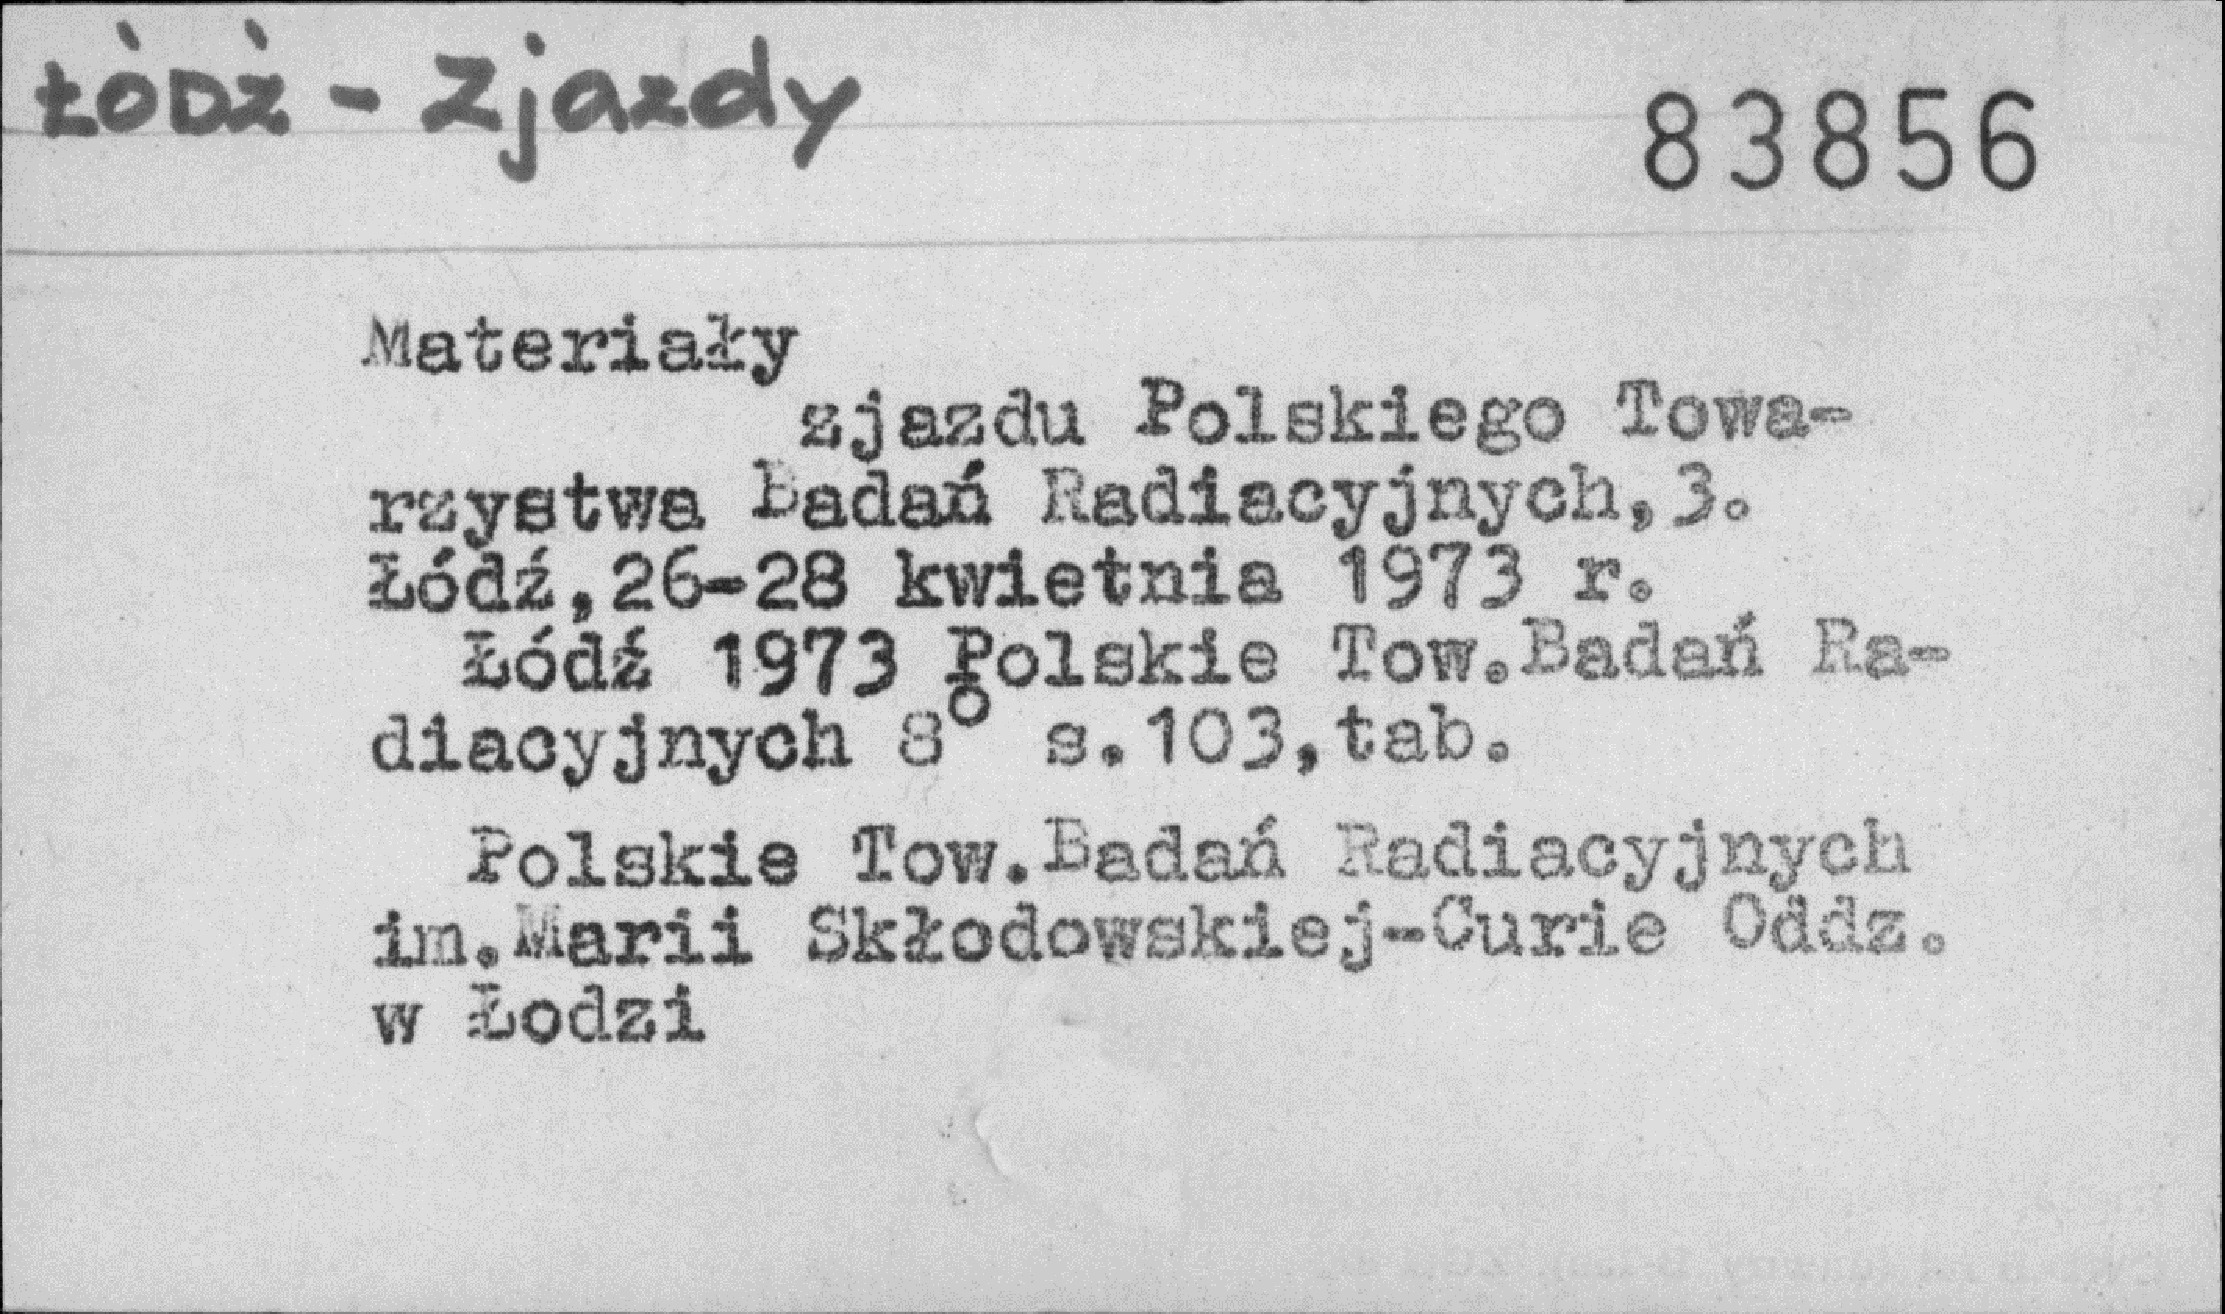 ŁÓDŹ - Zjazdy
83856
Materiały
zjazdu Polskiego Towa-
rzystwa Badań Radiacyjnych,3.
Łódź,26-28 kwietnia 1973 r.
Łódź 1973 Polskie Tow.Badań Ra-
diacyjnych 8° s.103,tab.
Polskie Tow.Badań Radiacyjnych
im.Marii Skłodowskiej-Curie Oddz.
w Łodzi